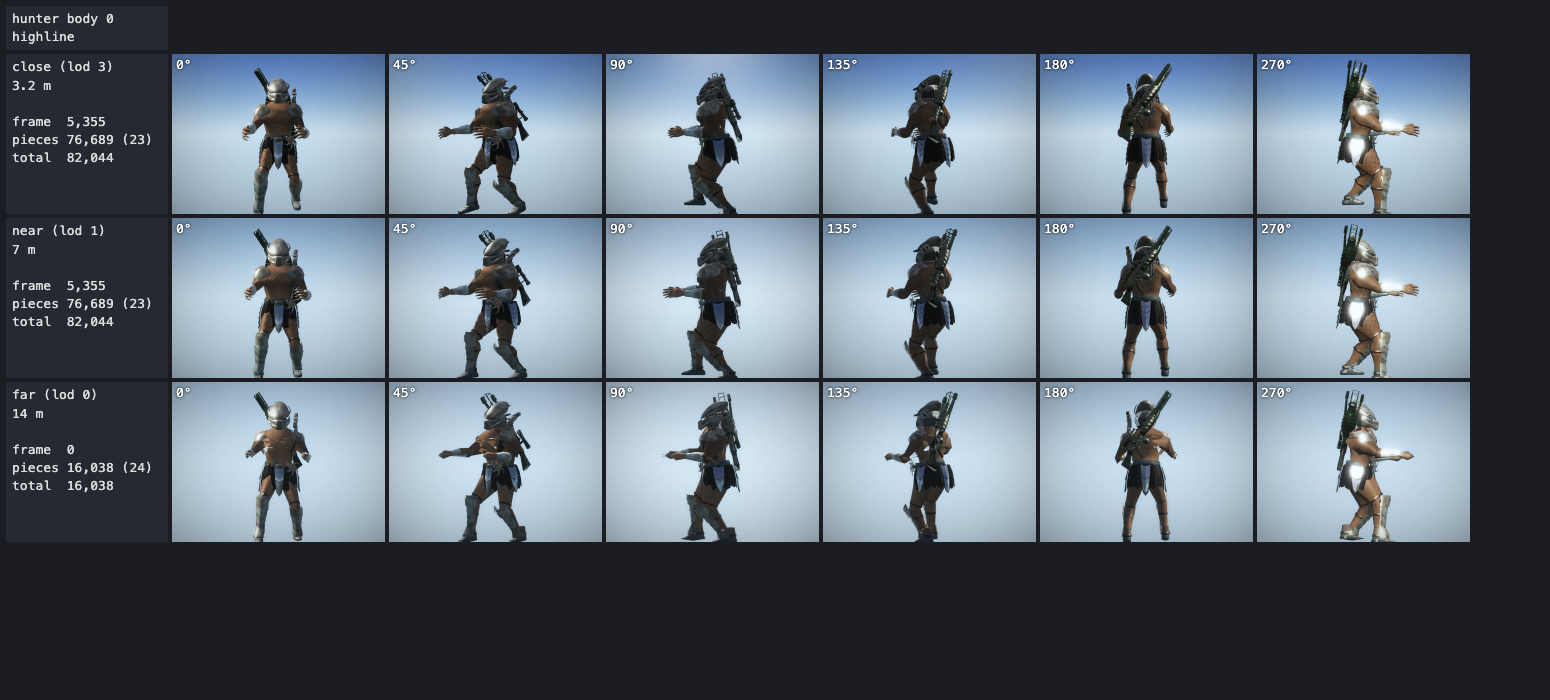 hunter body 0
highline
close (lod 3)
3.2 m
frame  5,355
pieces 76,689 (23)
total  82,044
0° 45° 90° 135° 180° 270°
near (lod 1)
7 m
frame  5,355
pieces 76,689 (23)
total  82,044
0° 45° 90° 135° 180° 270°
far (lod 0)
14 m
frame  0
pieces 16,038 (24)
total  16,038
0° 45° 90° 135° 180° 270°